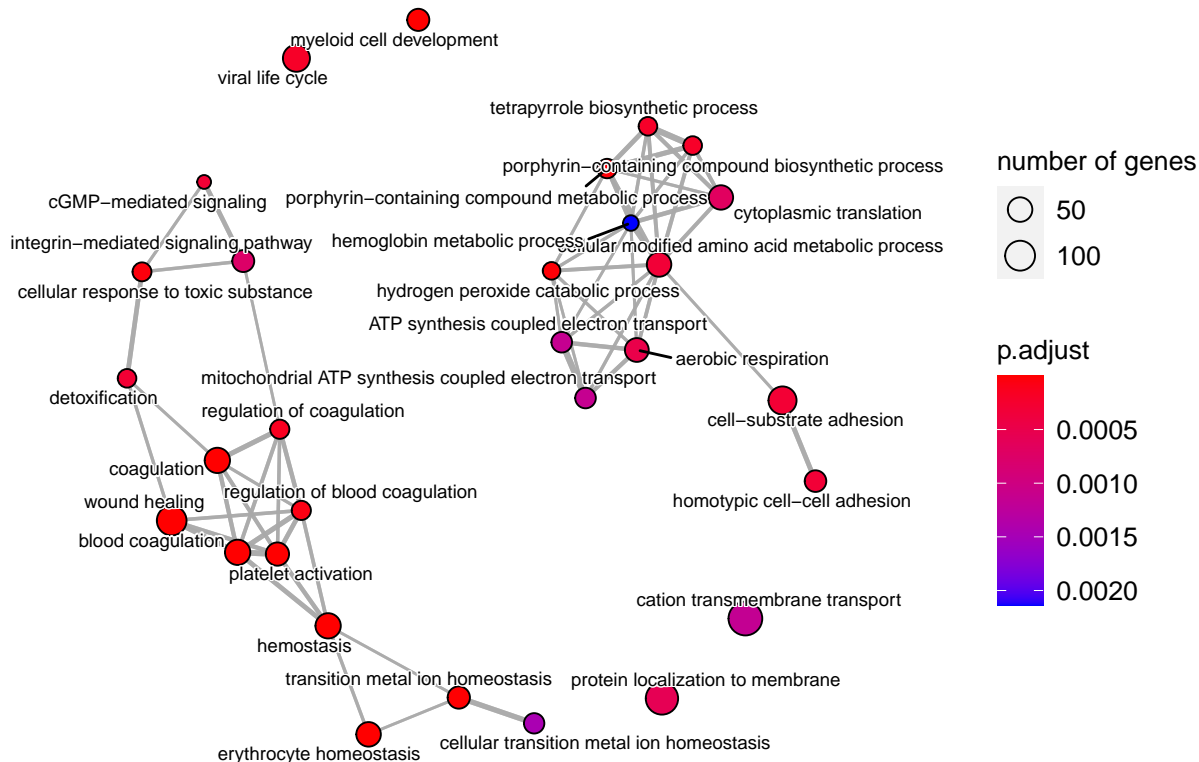 myeloid cell development
viral life cycle
tetrapyrrole biosynthetic process
porphyrin−containing compound biosynthetic process
cGMP−mediated signaling
porphyrin−containing compound metabolic process
cytoplasmic translation
integrin−mediated signaling pathway
hemoglobin metabolic process
cellular modified amino acid metabolic process
cellular response to toxic substance
hydrogen peroxide catabolic process
ATP synthesis coupled electron transport
aerobic respiration
mitochondrial ATP synthesis coupled electron transport
detoxification
regulation of coagulation
cell−substrate adhesion
coagulation
regulation of blood coagulation
wound healing
homotypic cell−cell adhesion
blood coagulation
platelet activation
cation transmembrane transport
hemostasis
transition metal ion homeostasis
protein localization to membrane
cellular transition metal ion homeostasis
erythrocyte homeostasis
number of genes
50
100
p.adjust
0.0005
0.0010
0.0015
0.0020